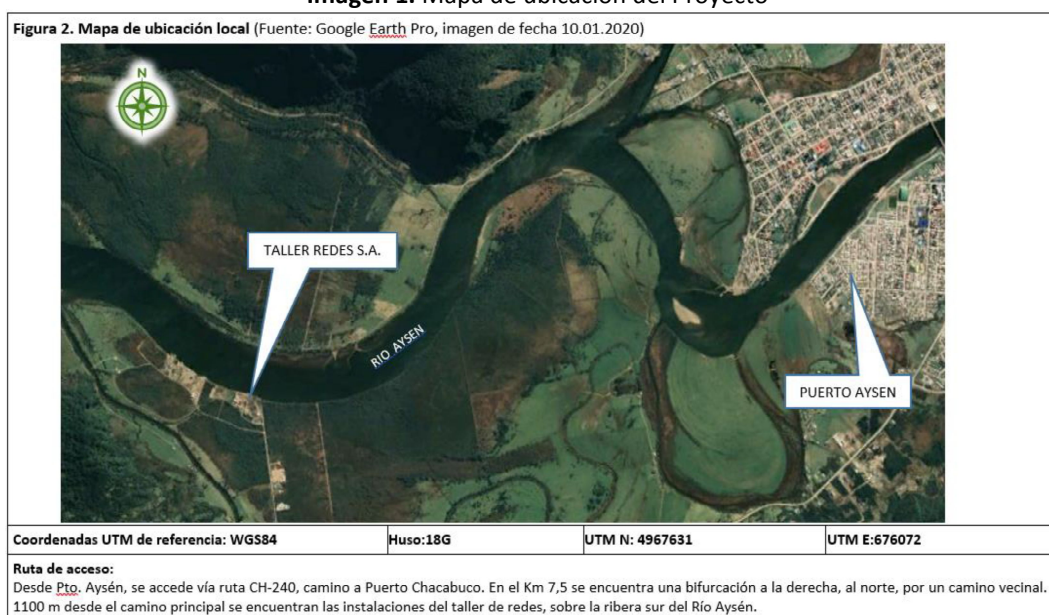 Imagen 1. Mapa de ubicación del Proyecto
Figura 2. Mapa de ubicación local (Fuente: Google Earth Pro, imagen de fecha 10.01.2020)
N
TALLER REDES S.A.
RIO AYSEN
PUERTO AYSEN
Coordenadas UTM de referencia: WGS84 Huso:18G UTM N: 4967631 UTM E:676072
Ruta de acceso:
Desde Pto. Aysén, se accede vía ruta CH-240, camino a Puerto Chacabuco. En el Km 7,5 se encuentra una bifurcación a la derecha, al norte, por un camino vecinal.
1100 m desde el camino principal se encuentran las instalaciones del taller de redes, sobre la ribera sur del Río Aysén.